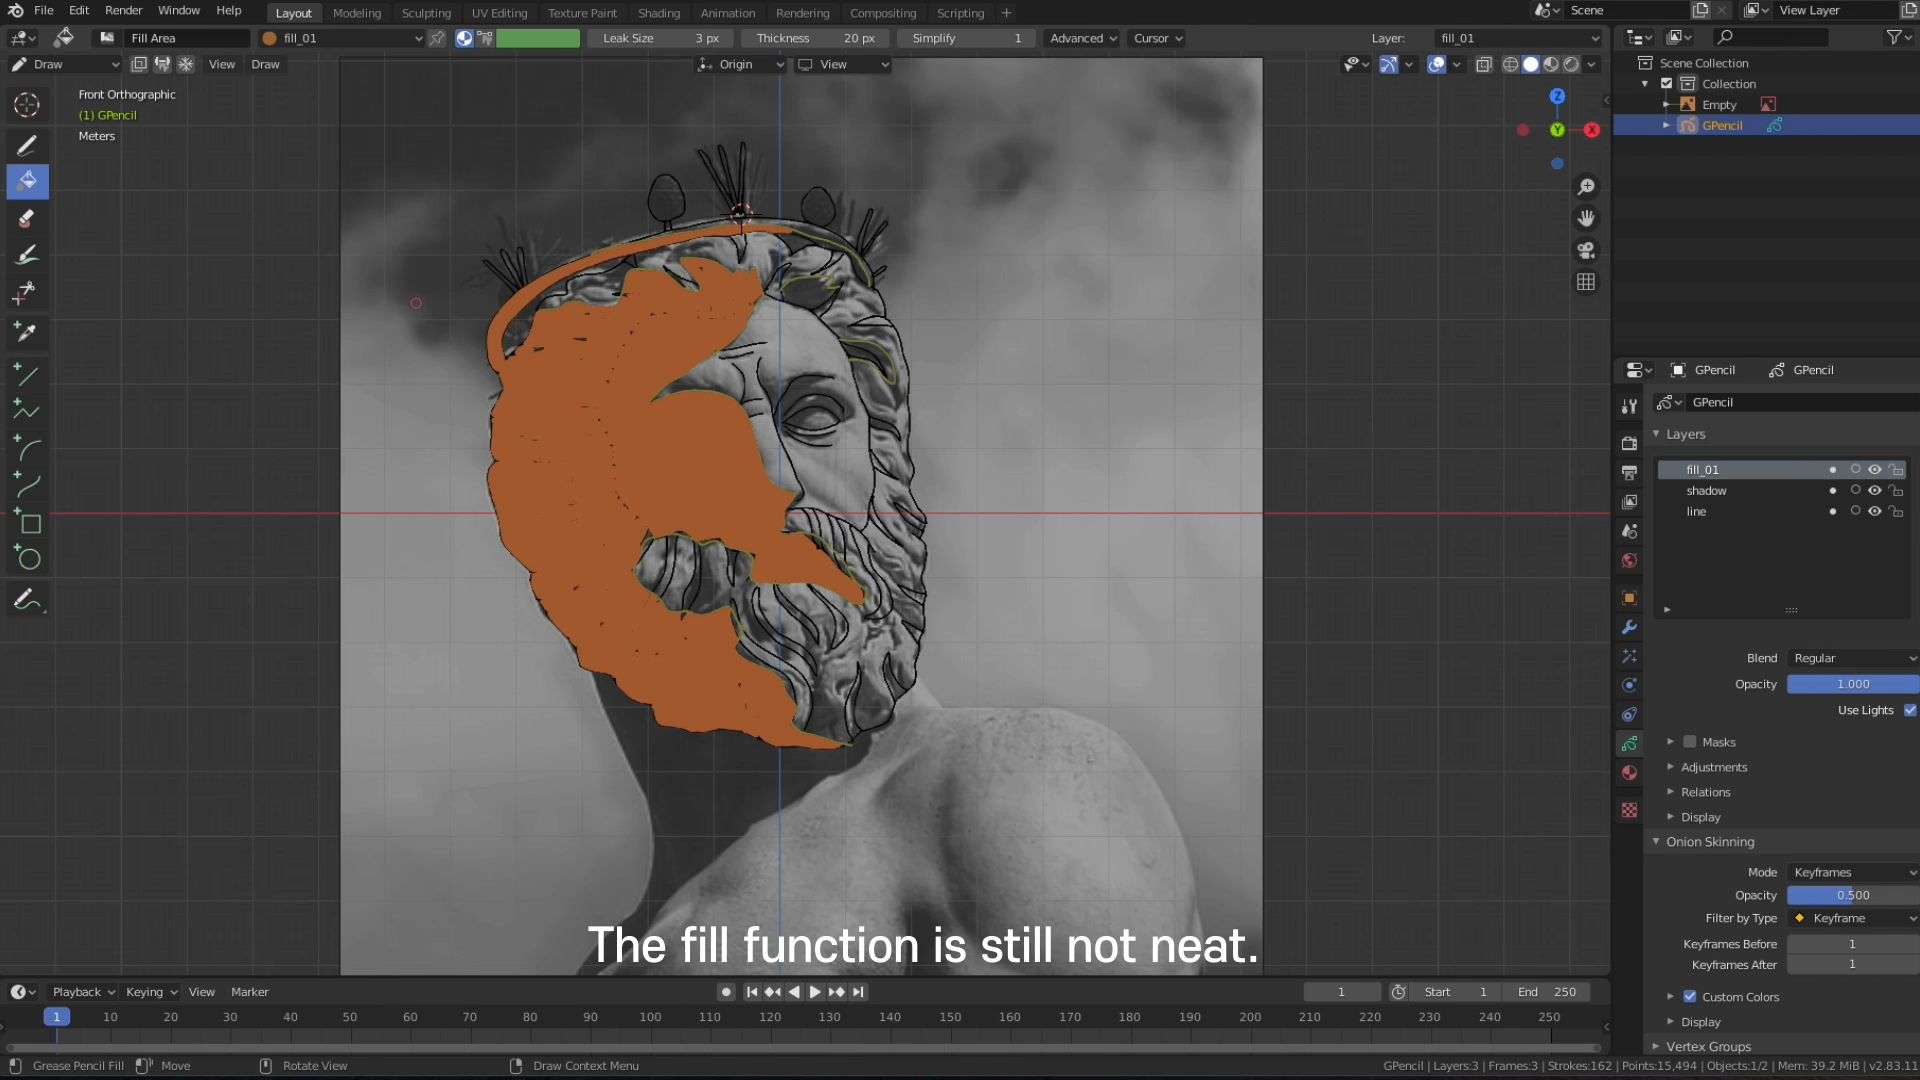 File Edit Render Window Help Layout Modeling Sculpting UV Editing Texture Paint Shading Animation Rendering Compositing Scripting + Scene View Layer
Fill Area fill_01 Leak Size 3 px Thickness 20 px Simplify 1 Advanced Cursor Layer: fill_01
Draw View Draw Origin View
Front Orthographic
(1) GPencil
Meters
Z
Y
X
Scene Collection
Collection
Empty
GPencil
GPencil GPencil
GPencil
Layers
fill_01
shadow
line
Blend Regular
Opacity 1.000
Use Lights
Masks
Adjustments
Relations
Display
Onion Skinning
Mode Keyframes
Opacity 0.500
Filter by Type Keyframe
Keyframes Before 1
Keyframes After 1
Custom Colors
Display
Vertex Groups
The fill function is still not neat.
Playback Keying View Marker 1 Start 1 End 250
1 10 20 30 40 50 60 70 80 90 100 110 120 130 140 150 160 170 180 190 200 210 220 230 240 250
Grease Pencil Fill Move Rotate View Draw Context Menu GPencil | Layers:3 | Frames:3 | Strokes:162 | Points:15,494 | Objects:1/2 | Mem: 39.2 MiB | v2.83.11